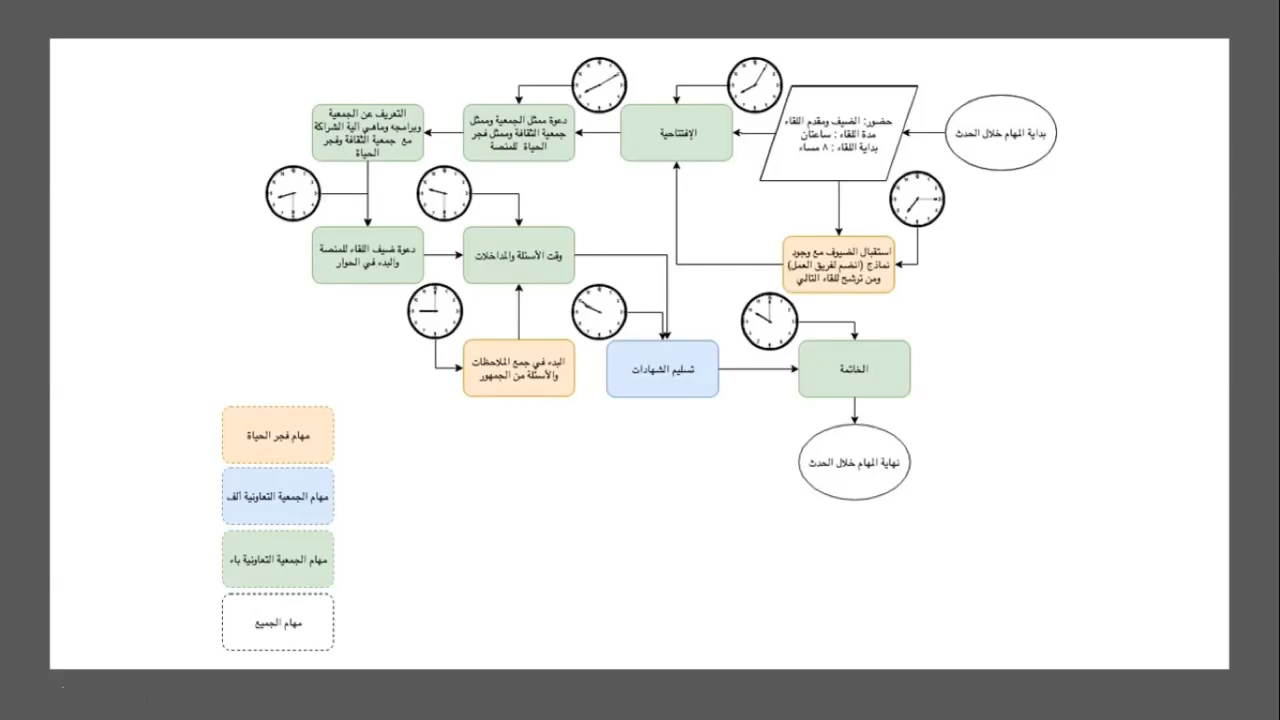 بداية المهام خلال الحدث
حضور: الضيف ومقدم اللقاء
مدة اللقاء : ساعتان
بداية اللقاء : ٨ مساء
استقبال الضيوف مع وجود
نماذج (انضم لفريق العمل)
ومن ترشح للقاء التالي
الإفتتاحية
دعوة ممثل الجمعية وممثل
جمعية الثقافة وممثل فجر
الحياة للمنصة
التعريف عن الجمعية
وبرامجه وماهي آلية الشراكة
مع جمعية الثقافة وفجر
الحياة
دعوة ضيف اللقاء للمنصة
والبدء في الحوار
وقت الأسئلة والمداخلات
البدء في جمع الملاحظات
والأسئلة من الجمهور
تسليم الشهادات
الخاتمة
نهاية المهام خلال الحدث
مهام فجر الحياة
مهام الجمعية التعاونية ألف
مهام الجمعية التعاونية باء
مهام الجميع